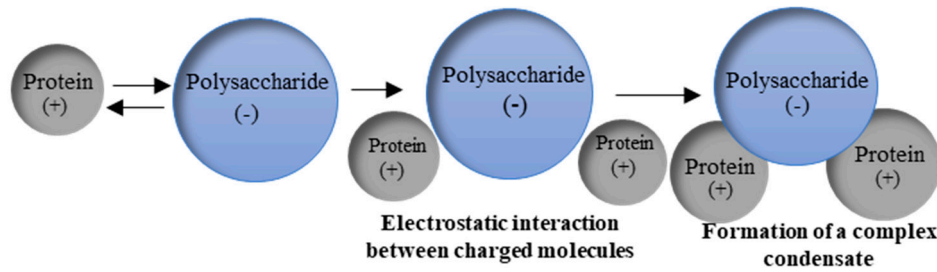 Protein
(+)
Polysaccharide
(-)
Polysaccharide
(-)
Protein
(+)
Protein
(+)
Polysaccharide
(-)
Protein
(+)
Protein
(+)
Electrostatic interaction
between charged molecules
Formation of a complex
condensate